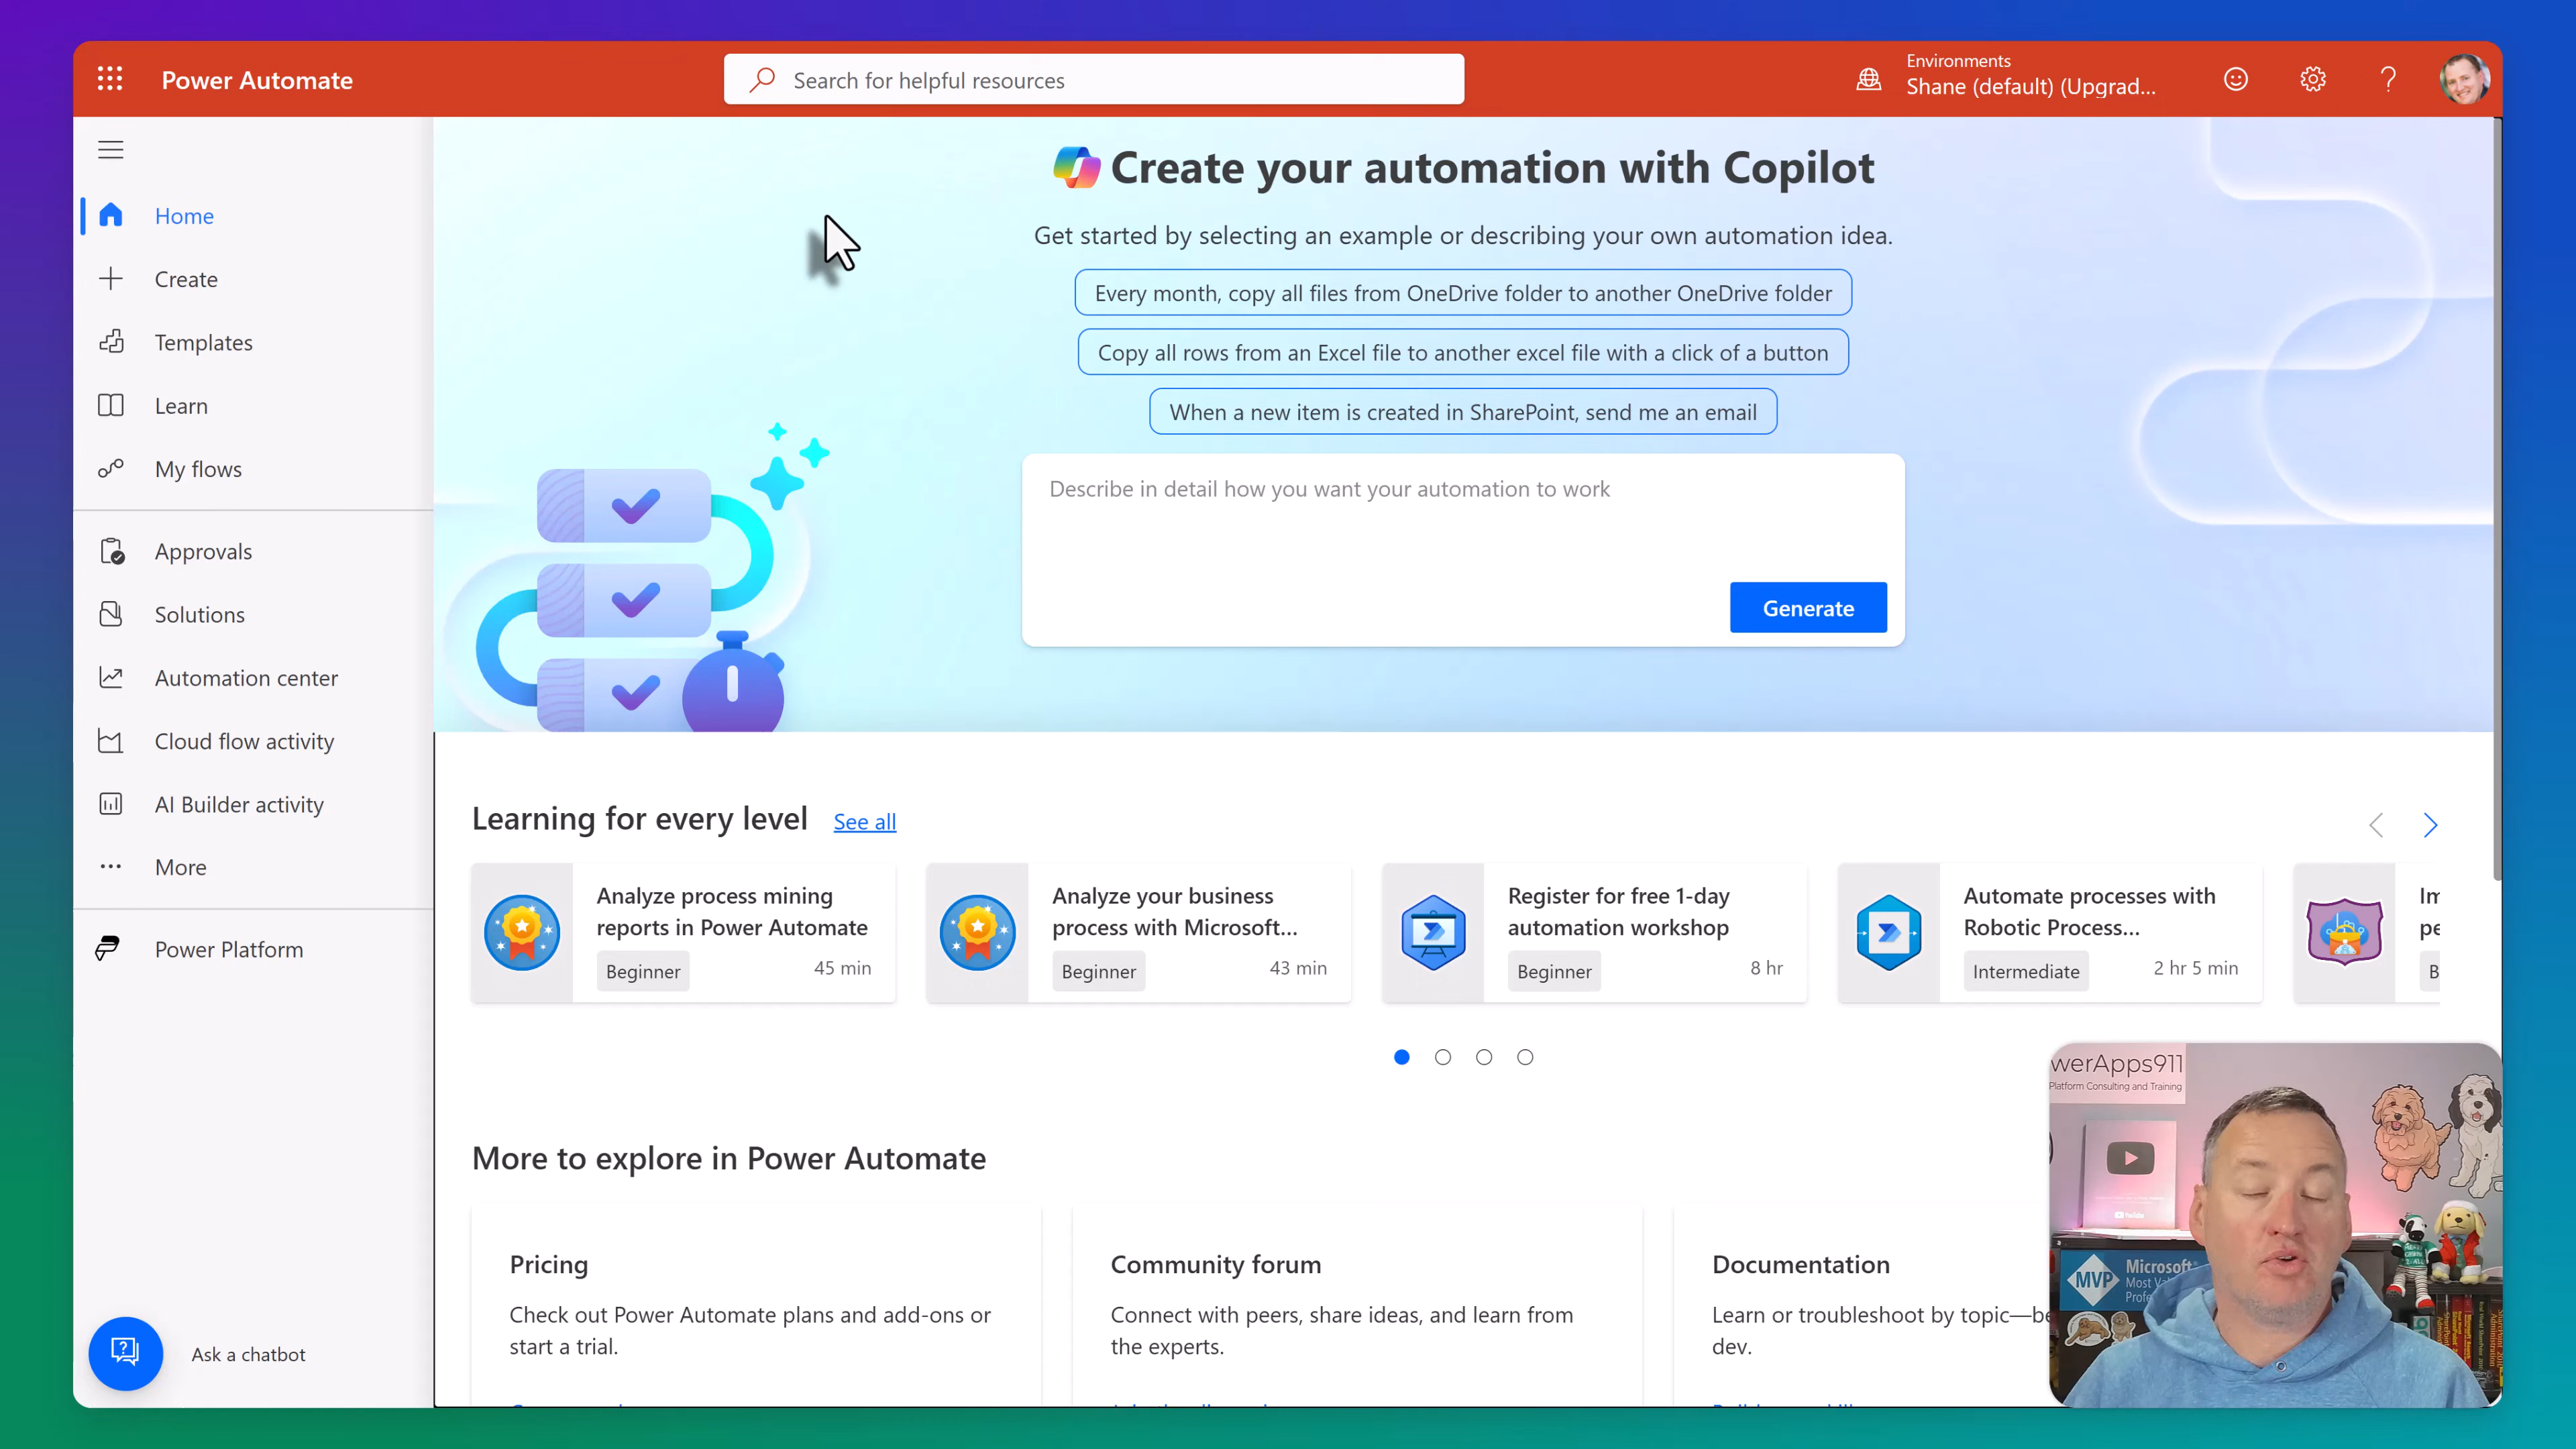 Power Automate
Search for helpful resources
Environments
Shane (default) (Upgrad...
Home
Create
Templates
Learn
My flows
Approvals
Solutions
Automation center
Cloud flow activity
AI Builder activity
More
Power Platform
Ask a chatbot
Create your automation with Copilot
Get started by selecting an example or describing your own automation idea.
Every month, copy all files from OneDrive folder to another OneDrive folder
Copy all rows from an Excel file to another excel file with a click of a button
When a new item is created in SharePoint, send me an email
Describe in detail how you want your automation to work
Generate
Learning for every level
See all
Analyze process mining
reports in Power Automate
Beginner
45 min
Analyze your business
process with Microsoft...
Beginner
43 min
Register for free 1-day
automation workshop
Beginner
8 hr
Automate processes with
Robotic Process...
Intermediate
2 hr 5 min
More to explore in Power Automate
Pricing
Check out Power Automate plans and add-ons or
start a trial.
Community forum
Connect with peers, share ideas, and learn from
the experts.
Documentation
Learn or troubleshoot by topic—be
dev.
werApps911
Platform Consulting and Training
YouTube
MVP
Microsoft
Most Va
Profe